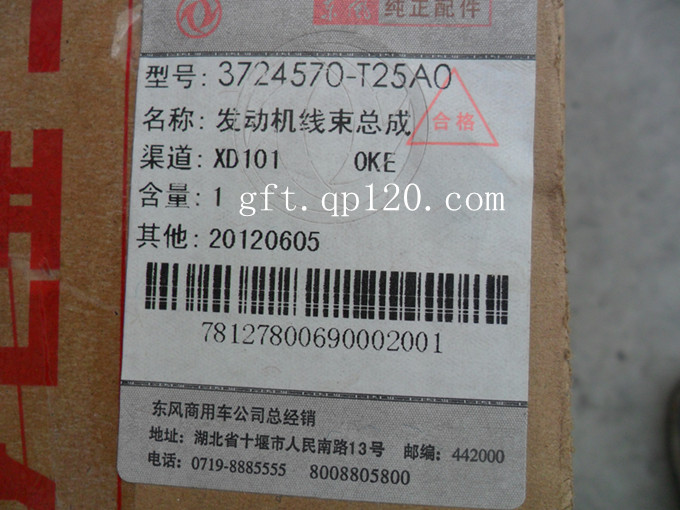 纯正配件
型号: 3724570-T25A0
名称: 发动机线束总成
合格
渠道: XD101 OKE
含量: 1
gft.qp120.com
其他: 20120605
78127800690002001
东风商用车公司总经销
地址: 湖北省十堰市人民南路13号 邮编: 442000
电话: 0719-8885555 8008805800